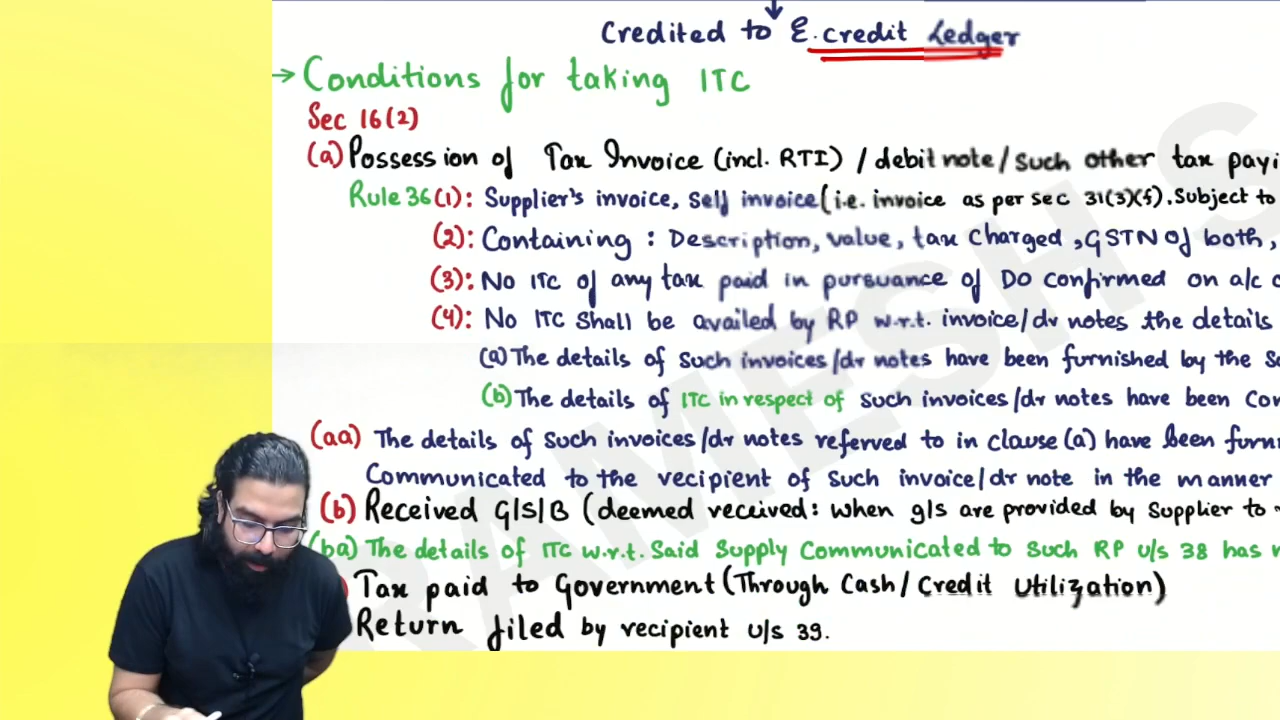 Credited to E.credit Ledger
→ Conditions for taking ITC
Sec 16(2)
(a) Possession of Tax Invoice (incl. RTI) / debit note / Such other tax payi
Rule 36(1): Supplier's invoice, Self invoice (i.e. invoice as per sec 31(3)(f). Subject to
(2): Containing : Description, value, tax charged, GSTN of both,
(3): No ITC of any tax paid in pursuance of DO confirmed on a/c o
(4): No ITC Shall be availed by RP w.r.t. invoice/dr notes the details
(a) The details of Such invoices/dr notes have been furnished by the Su
(b) The details of ITC in respect of such invoices/dr notes have been Com
(aa) The details of Such invoices/dr notes referred to in clause (a) have been furni
Communicated to the recipient of Such invoice/dr note in the manner
(b) Received G/S/B (deemed received: when g/s are provided by Supplier to
(ba) The details of ITC w.r.t. Said Supply Communicated to Such RP u/s 38 has n
Tax paid to Government (Through Cash / Credit Utilization)
Return filed by recipient u/s 39.